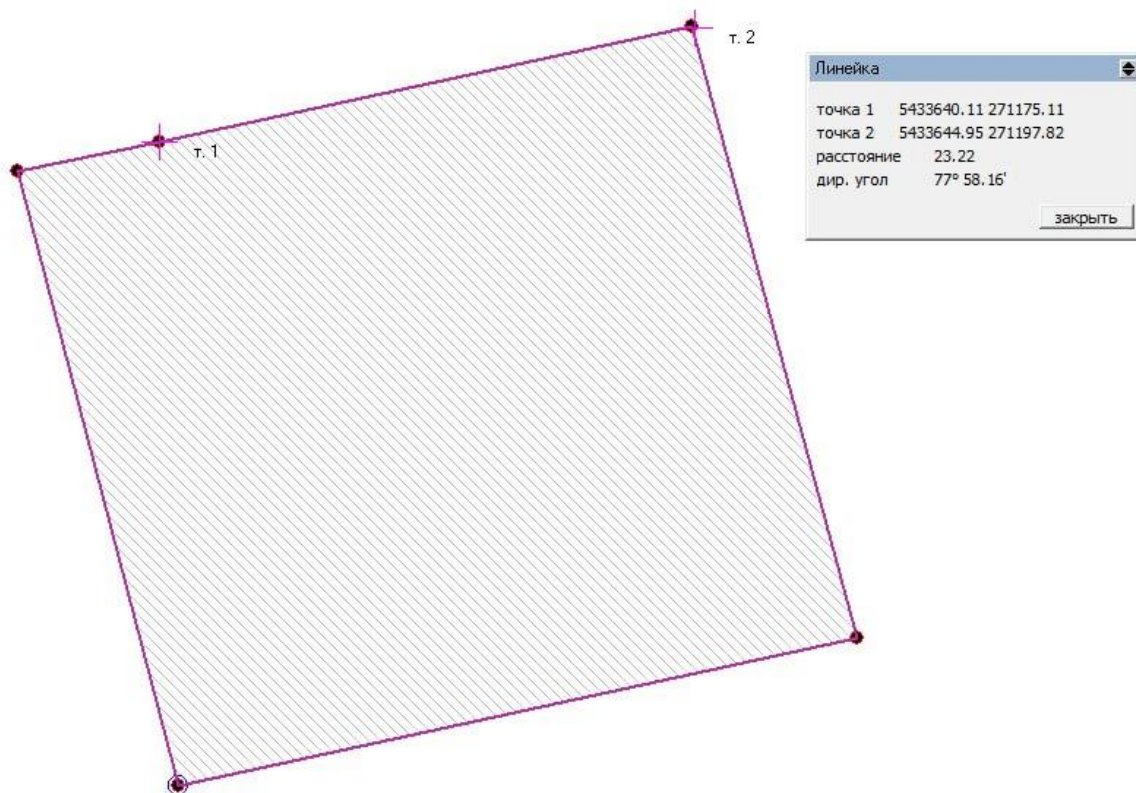 т. 2
Линейка
точка 1 5433640.11 271175.11
точка 2 5433644.95 271197.82
т. 1
расстояние 23.22
дир. угол 77° 58.16'
закрыть